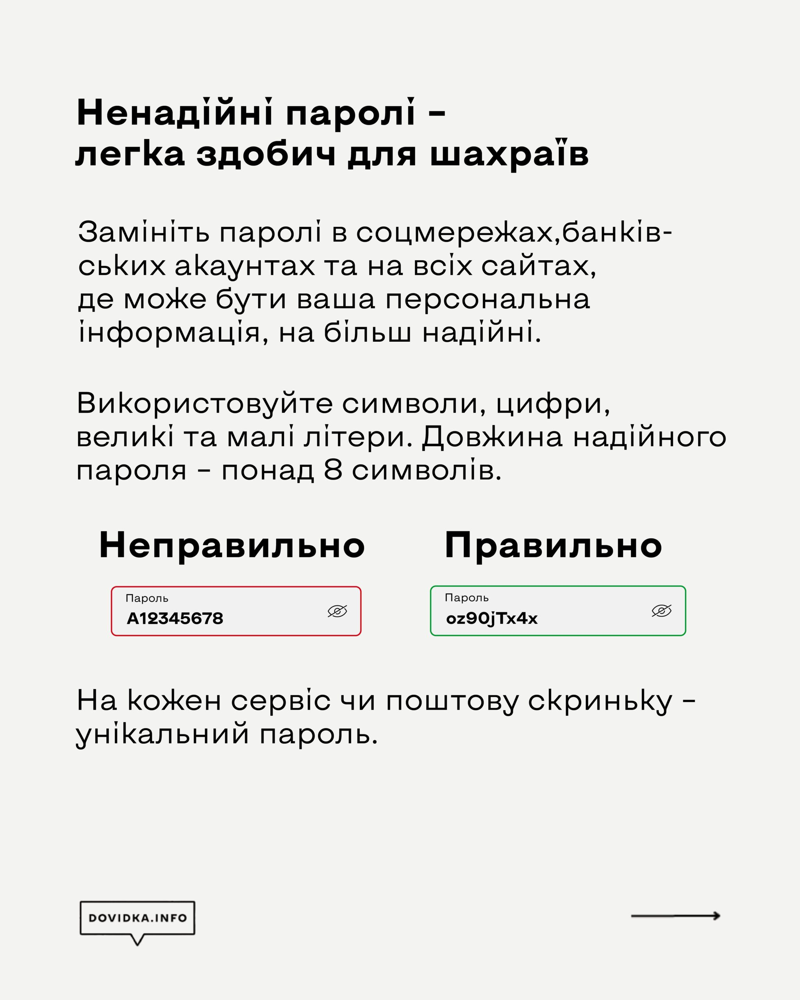 Ненадійні паролі –
легка здобич для шахраїв
Замініть паролі в соцмережах,банків-
ських акаунтах та на всіх сайтах,
де може бути ваша персональна
інформація, на більш надійні.
Використовуйте символи, цифри,
великі та малі літери. Довжина надійного
пароля – понад 8 символів.
Неправильно
Правильно
Пароль
A12345678
Пароль
oz90jTx4x
На кожен сервіс чи поштову скриньку –
унікальний пароль.
DOVIDKA.INFO